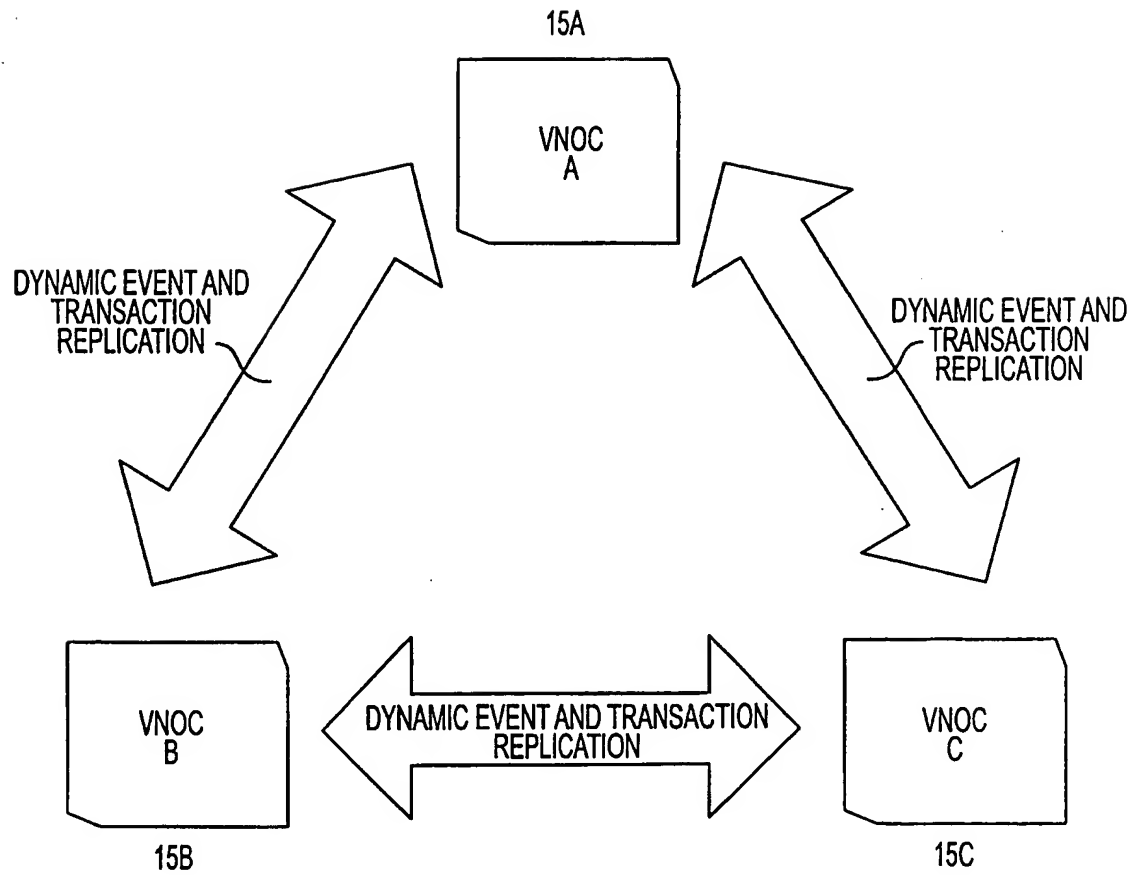 15A
VNOC
A
DYNAMIC EVENT AND
TRANSACTION
REPLICATION
DYNAMIC EVENT AND
TRANSACTION
REPLICATION
VNOC
B
DYNAMIC EVENT AND TRANSACTION
REPLICATION
VNOC
C
15B
15C